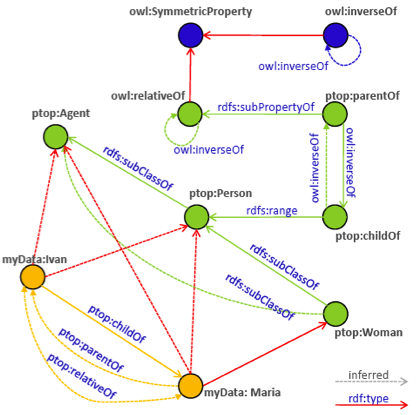 owl:SymmetricProperty
owl:inverseOf
owl:inverseOf
owl:relativeOf
rdfs:subPropertyOf
ptop:parentOf
ptop:Agent
owl:inverseOf
owl:inverseOf
owl:inverseOf
rdfs:subClassOf
ptop:Person
rdfs:range
ptop:childOf
myData:Ivan
rdfs:subClassOf
rdfs:subClassOf
ptop:childOf
ptop:parentOf
ptop:relativeOf
ptop:Woman
myData: Maria
inferred
rdf:type